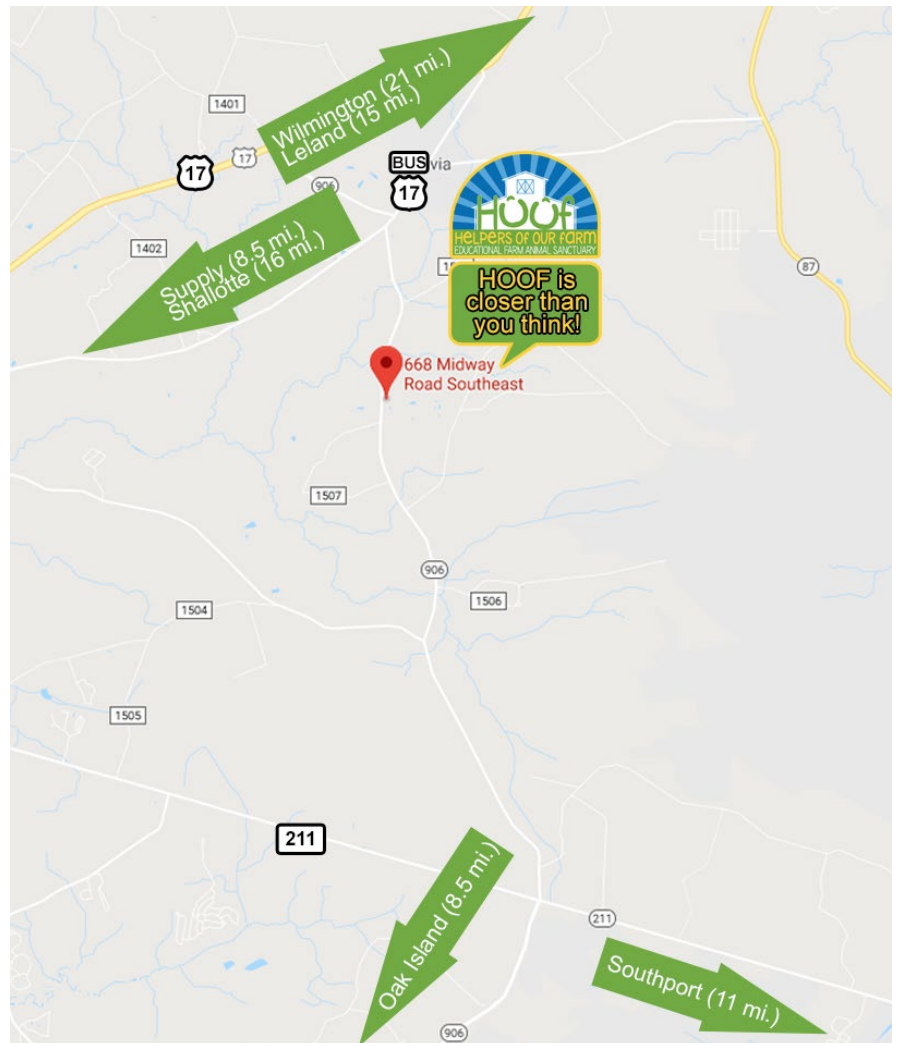 Wilmington (21 mi.)
Leland (15 mi.)
1401
17
17
BUS
17
via
906
1402
Supply (8.5 mi.)
Shallotte (16 mi.)
HOOF
HELPERS OF OUR FARM
EDUCATIONAL FARM ANIMAL SANCTUARY
87
HOOF is
closer than
you think!
668 Midway
Road Southeast
1507
906
1506
1504
1505
211
Oak Island (8.5 mi.)
211
Southport (11 mi.)
906